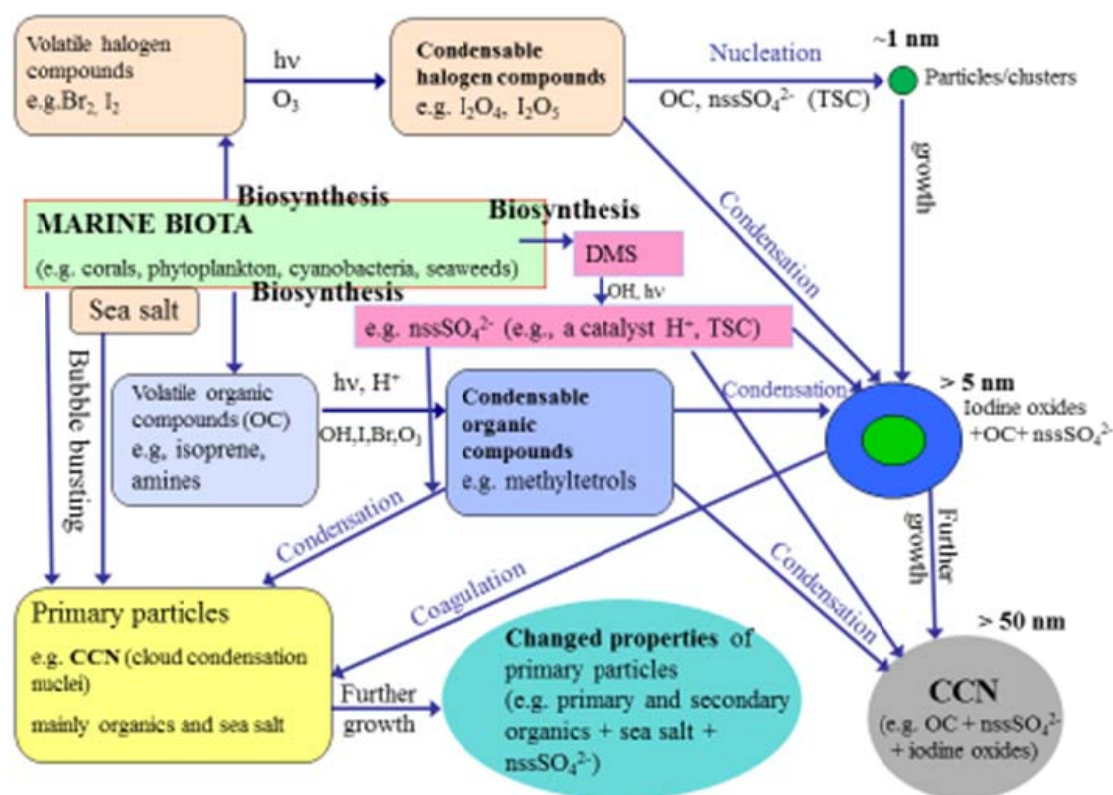 Volatile halogen
compounds
e.g.Br₂, I₂
hν
O₃
Condensable
halogen compounds
e.g. I₂O₄, I₂O₅
Nucleation
OC, nssSO₄²⁻ (TSC)
~1 nm
Particles/clusters
growth
Biosynthesis
MARINE BIOTA
(e.g. corals, phytoplankton, cyanobacteria, seaweeds)
Biosynthesis
DMS
OH, hν
Condensation
Biosynthesis
Sea salt
e.g. nssSO₄²⁻ (e.g., a catalyst H⁺, TSC)
Bubble bursting
Volatile organic
compounds (OC)
e.g, isoprene,
amines
hν, H⁺
OH,I,Br,O₃
Condensable
organic
compounds
e.g. methyltetrols
Condensation
> 5 nm
Iodine oxides
+OC+ nssSO₄²⁻
Condensation
Coagulation
Condensation
Further
growth
Primary particles
e.g. CCN (cloud condensation
nuclei)
mainly organics and sea salt
Further
growth
Changed properties of
primary particles
(e.g. primary and secondary
organics + sea salt +
nssSO₄²⁻)
> 50 nm
CCN
(e.g. OC + nssSO₄²⁻
+ iodine oxides)